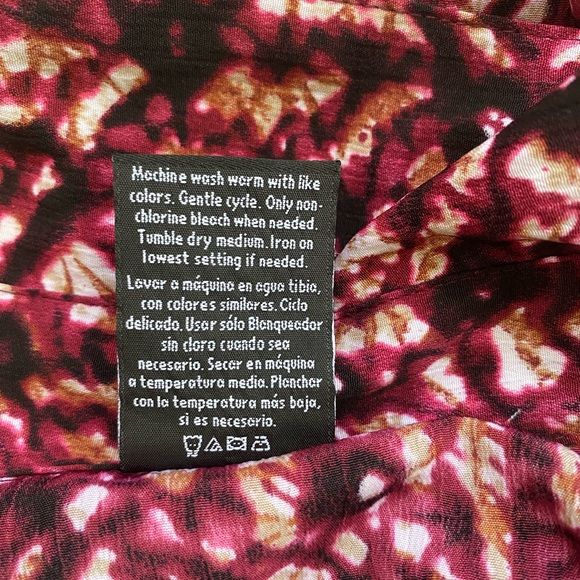 Machine wash warm with like
colors. Gentle cycle. Only non-
chlorine bleach when needed.
Tumble dry medium. Iron on
lowest setting if needed.
Lavar a máquina en agua tibia,
con colores similares. Ciclo
delicado. Usar sólo Blanqueador
sin cloro cuando sea
necesario. Secar en máquina
a temperatura media. Planchar
con la temperatura más baja,
si es necesario.